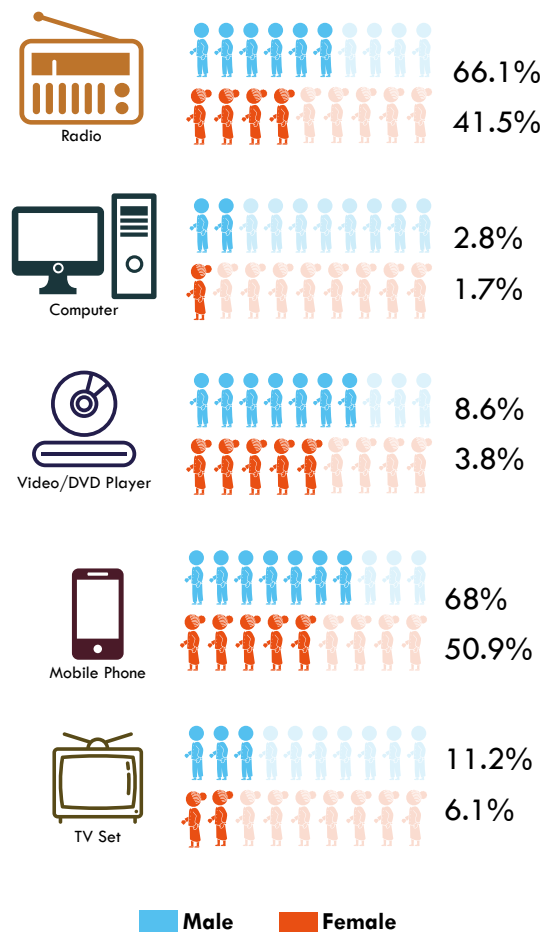 66.1%
41.5%
Radio
2.8%
1.7%
Computer
8.6%
3.8%
Video/DVD Player
68%
50.9%
Mobile Phone
11.2%
6.1%
TV Set
Male Female